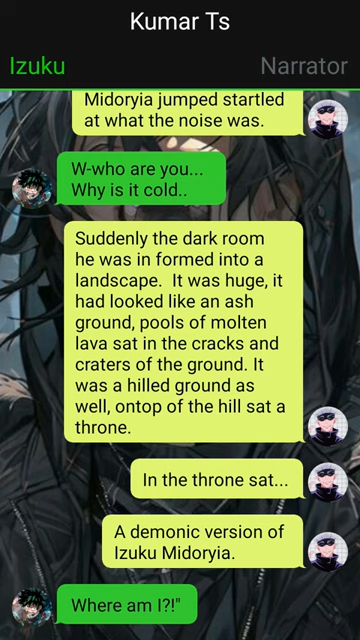 Kumar Ts
Izuku
Narrator
Midoryia jumped startled
at what the noise was.
W-who are you...
Why is it cold..
Suddenly the dark room
he was in formed into a
landscape.  It was huge, it
had looked like an ash
ground, pools of molten
lava sat in the cracks and
craters of the ground. It
was a hilled ground as
well, ontop of the hill sat a
throne.
In the throne sat...
A demonic version of
Izuku Midoryia.
Where am I?!"